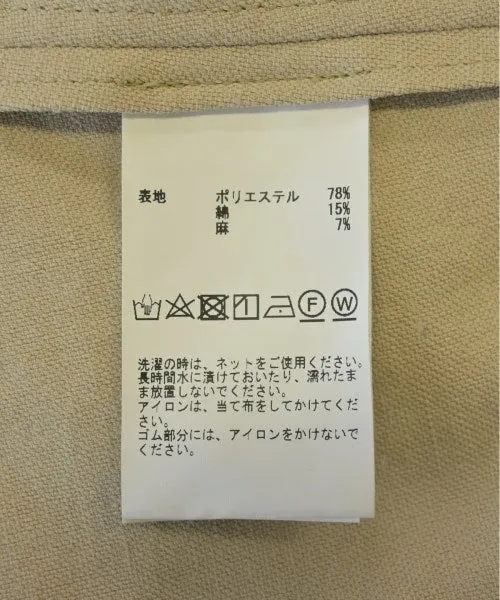 表地 ポリエステル 78%
綿 15%
麻 7%
F W
洗濯の時は、ネットをご使用ください。
長時間水に漬けておいたり、濡れたま
ま放置しないでください。
アイロンは、当て布をしてかけてくだ
さい。
ゴム部分には、アイロンをかけないで
ください。